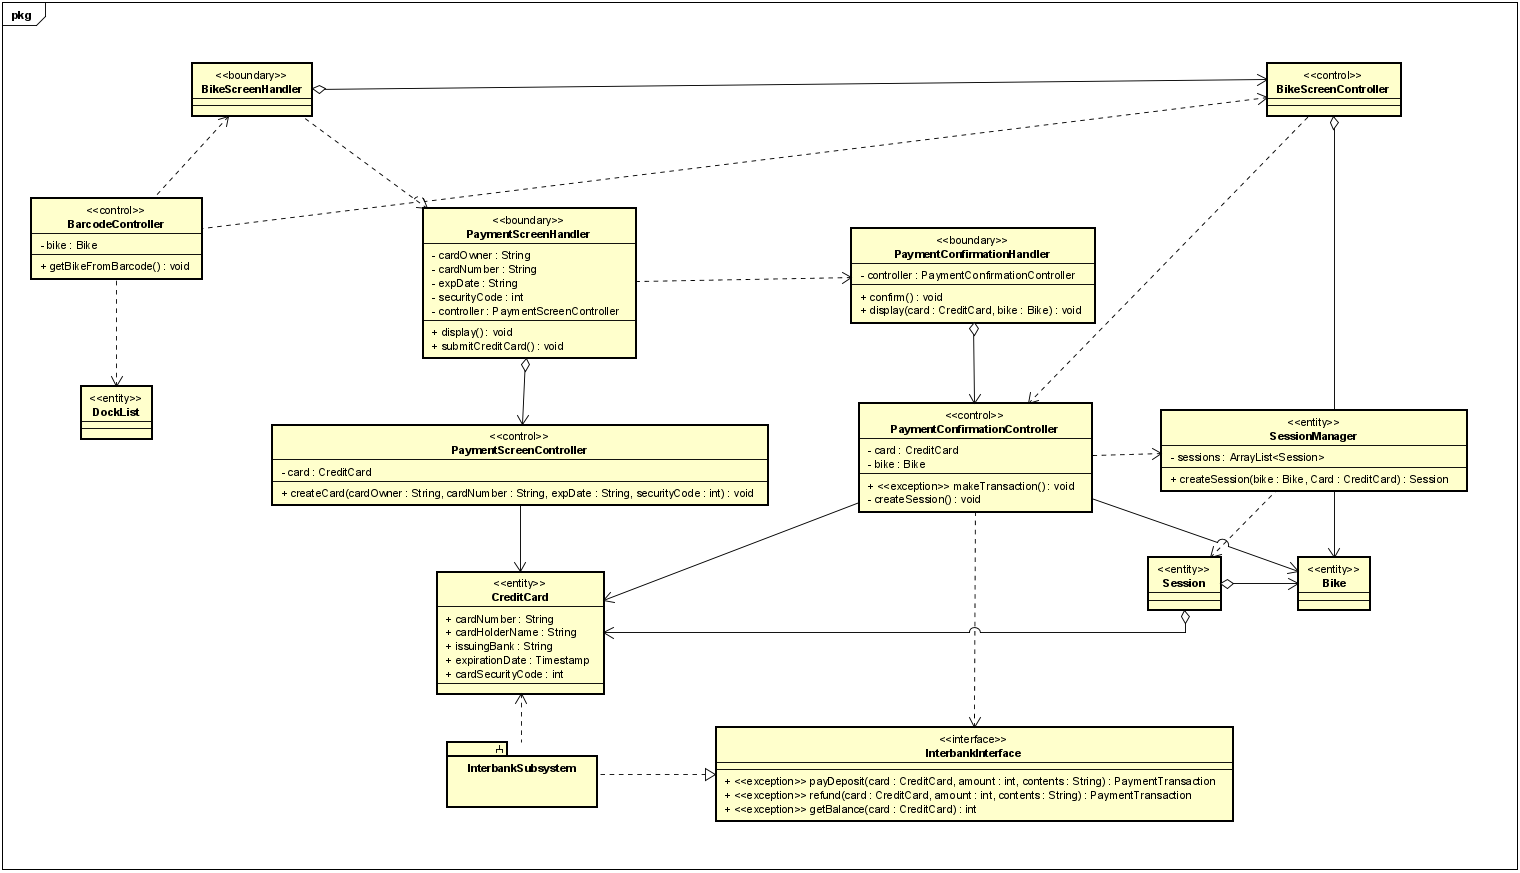 pkg
<<boundary>>
BikeScreenHandler
<<control>>
BikeScreenController
<<control>>
BarcodeController
- bike : Bike
+ getBikeFromBarcode() : void
<<boundary>>
PaymentScreenHandler
- cardOwner : String
- cardNumber : String
- expDate : String
- securityCode : int
- controller : PaymentScreenController
+ display() : void
+ submitCreditCard() : void
<<boundary>>
PaymentConfirmationHandler
- controller : PaymentConfirmationController
+ confirm() : void
+ display(card : CreditCard, bike : Bike) : void
<<entity>>
DockList
<<control>>
PaymentScreenController
- card : CreditCard
+ createCard(cardOwner : String, cardNumber : String, expDate : String, securityCode : int) : void
<<control>>
PaymentConfirmationController
- card : CreditCard
- bike : Bike
+ <<exception>> makeTransaction() : void
- createSession() : void
<<entity>>
SessionManager
- sessions : ArrayList<Session>
+ createSession(bike : Bike, Card : CreditCard) : Session
<<entity>>
CreditCard
+ cardNumber : String
+ cardHolderName : String
+ issuingBank : String
+ expirationDate : Timestamp
+ cardSecurityCode : int
<<entity>>
Session
<<entity>>
Bike
InterbankSubsystem
<<interface>>
InterbankInterface
+ <<exception>> payDeposit(card : CreditCard, amount : int, contents : String) : PaymentTransaction
+ <<exception>> refund(card : CreditCard, amount : int, contents : String) : PaymentTransaction
+ <<exception>> getBalance(card : CreditCard) : int